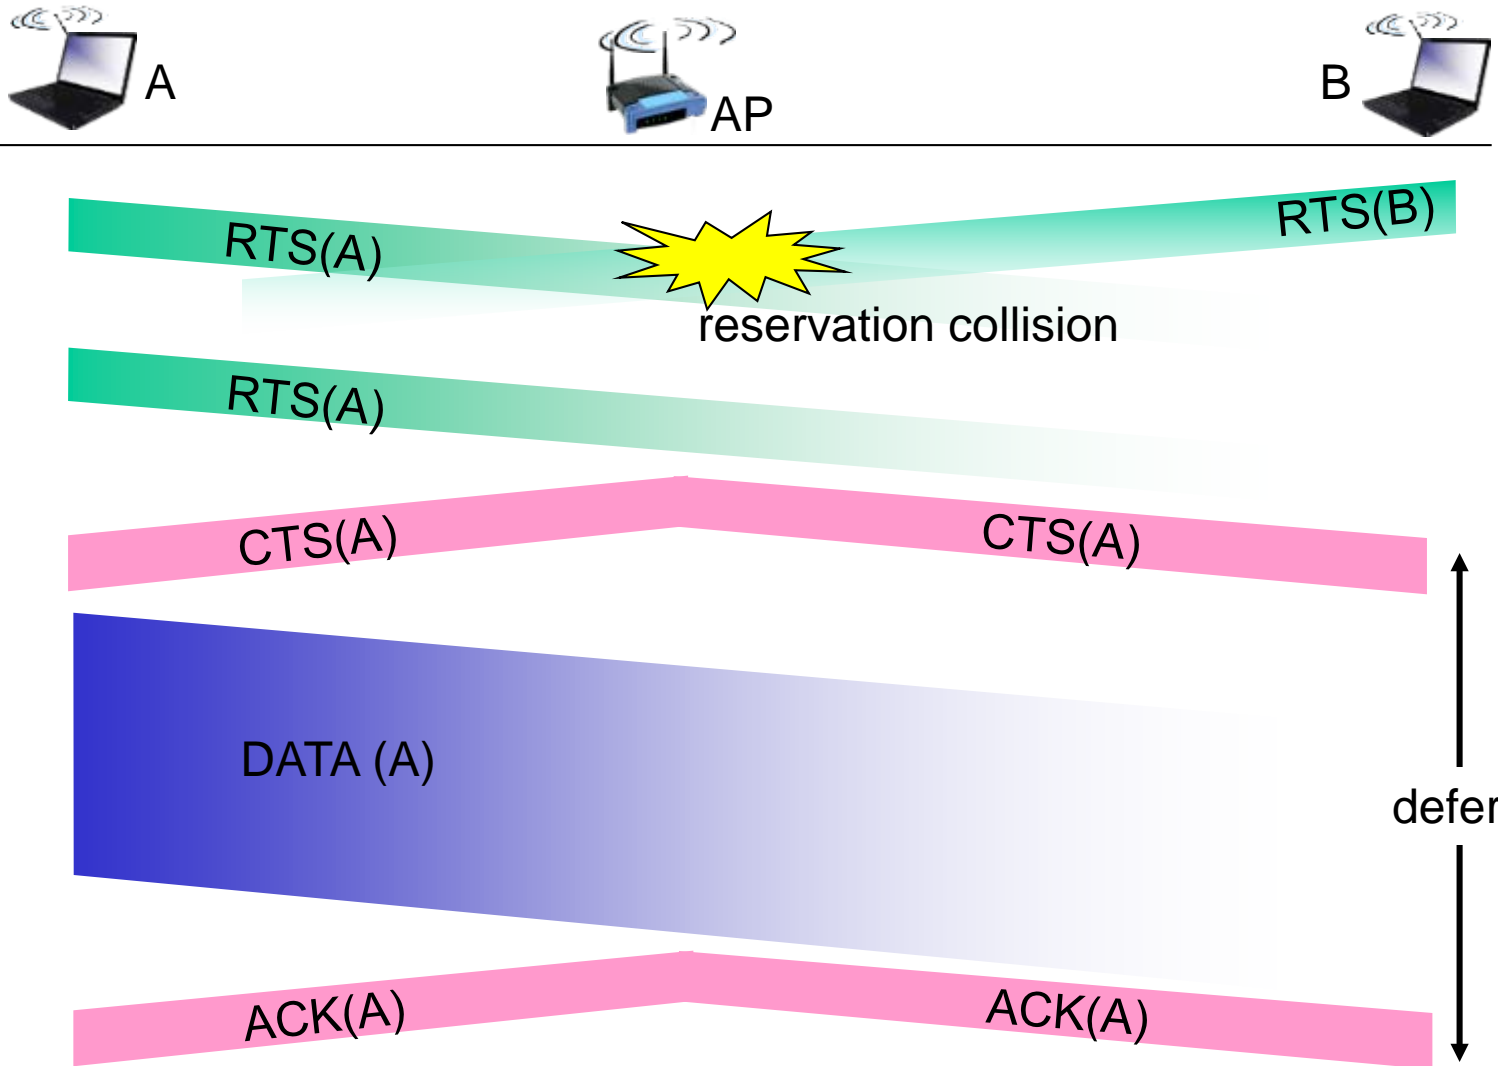 A
AP
B
RTS(A)
RTS(B)
reservation collision
RTS(A)
CTS(A)
CTS(A)
DATA (A)
defer
ACK(A)
ACK(A)